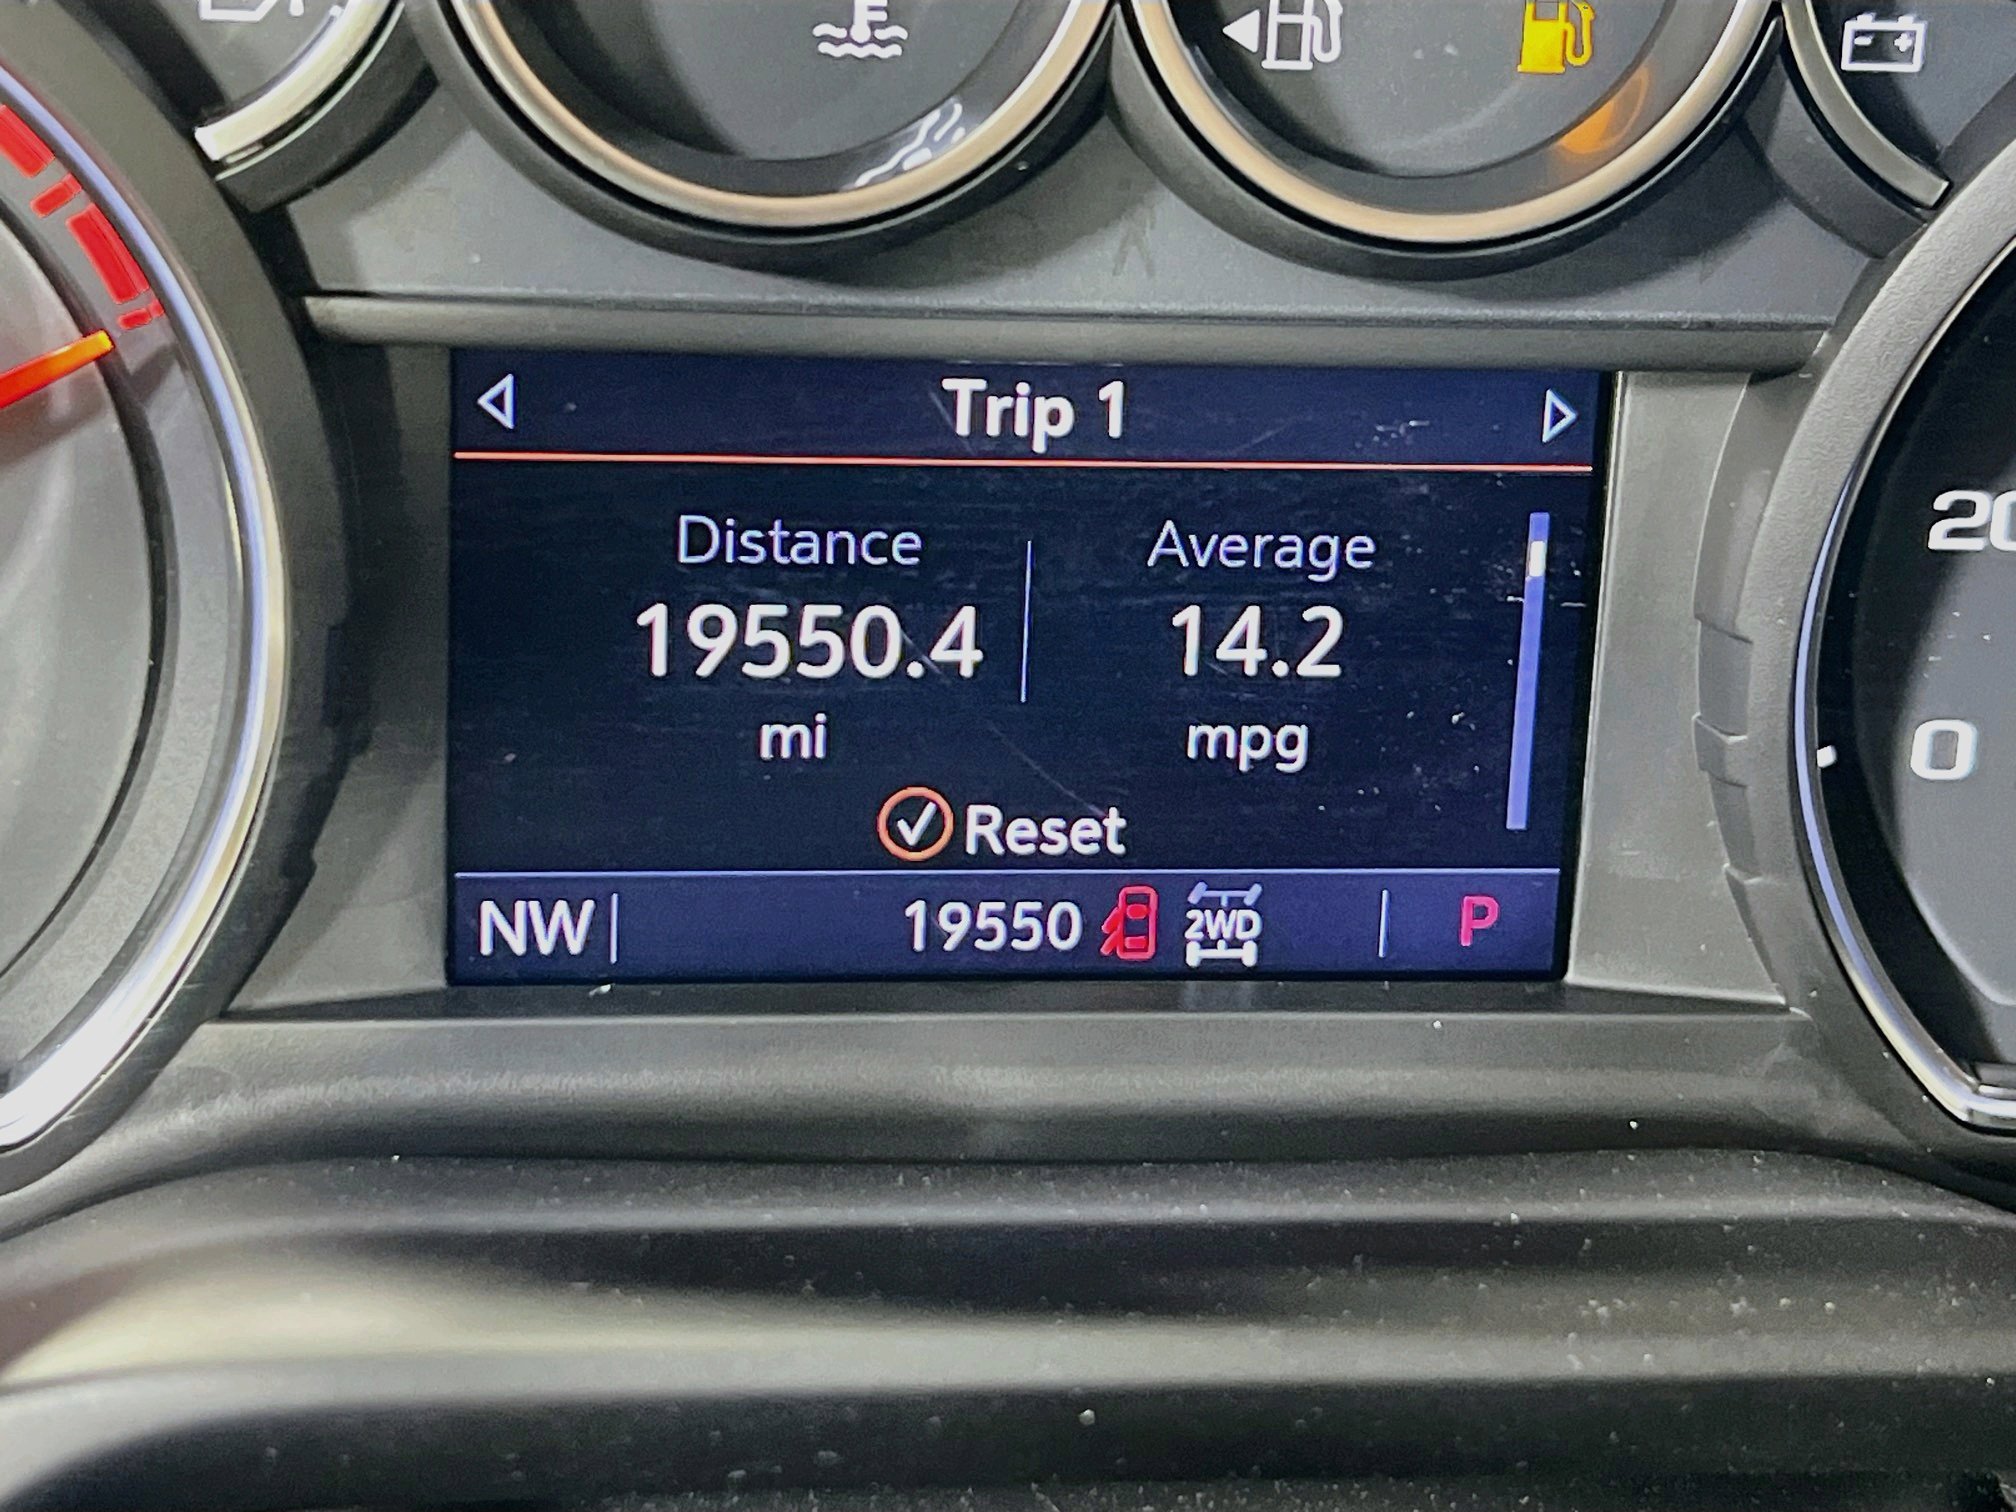 Trip 1
Distance
Average
19550.4
14.2
mi
mpg
Reset
NW
19550
2WD
P
20
0